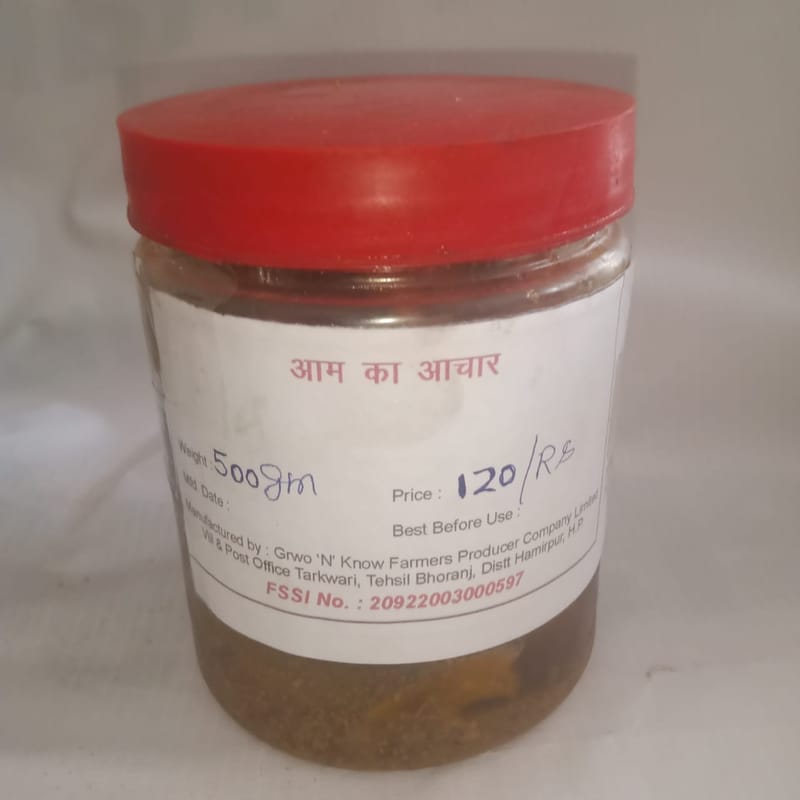 आम का आचार
Weight : 500gm
Price : 120/Rs
Mfd Date :
Best Before Use :
Manufactured by : Grwo 'N' Know Farmers Producer Company Limited
Vill & Post Office Tarkwari, Tehsil Bhoranj, Distt Hamirpur, H.P.
FSSI No. : 20922003000597